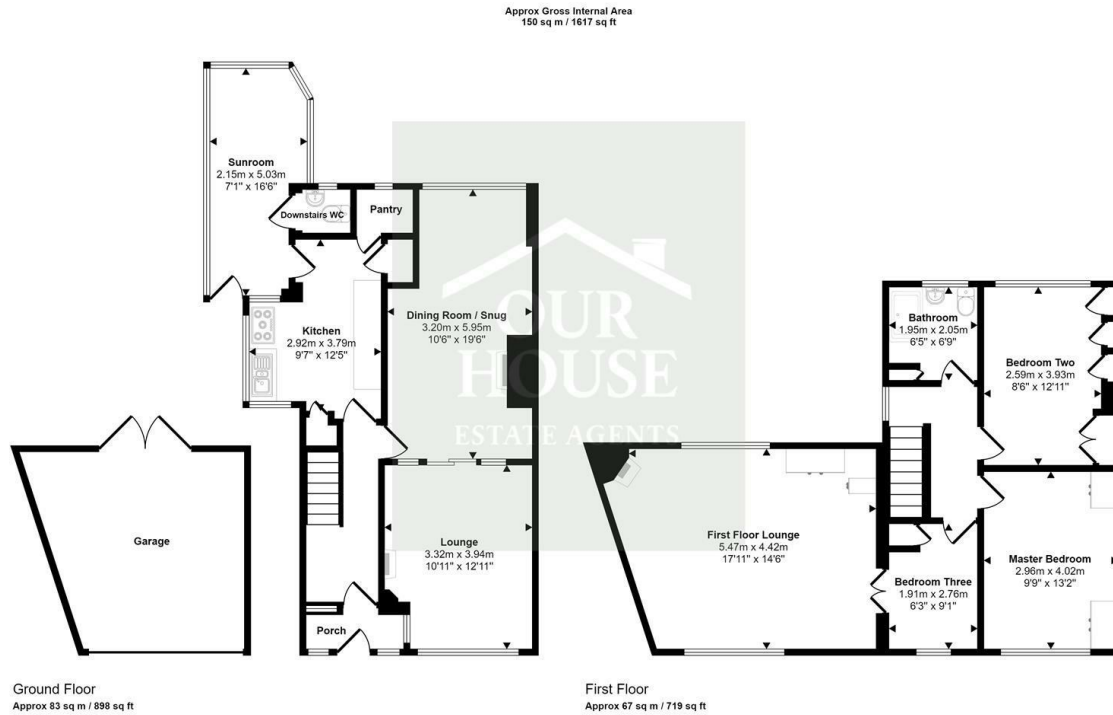 Approx Gross Internal Area
150 sq m / 1617 sq ft
Sunroom
2.15m x 5.03m
7'1" x 16'6"
Downstairs WC
Pantry
Kitchen
2.92m x 3.79m
9'7" x 12'5"
Dining Room / Snug
3.20m x 5.95m
10'6" x 19'6"
OUR
HOUSE
ESTATE AGENTS
Garage
Lounge
3.32m x 3.94m
10'11" x 12'11"
Porch
Bathroom
1.95m x 2.05m
6'5" x 6'9"
Bedroom Two
2.59m x 3.93m
8'6" x 12'11"
First Floor Lounge
5.47m x 4.42m
17'11" x 14'6"
Bedroom Three
1.91m x 2.76m
6'3" x 9'1"
Master Bedroom
2.96m x 4.02m
9'9" x 13'2"
Ground Floor
Approx 83 sq m / 898 sq ft
First Floor
Approx 67 sq m / 719 sq ft